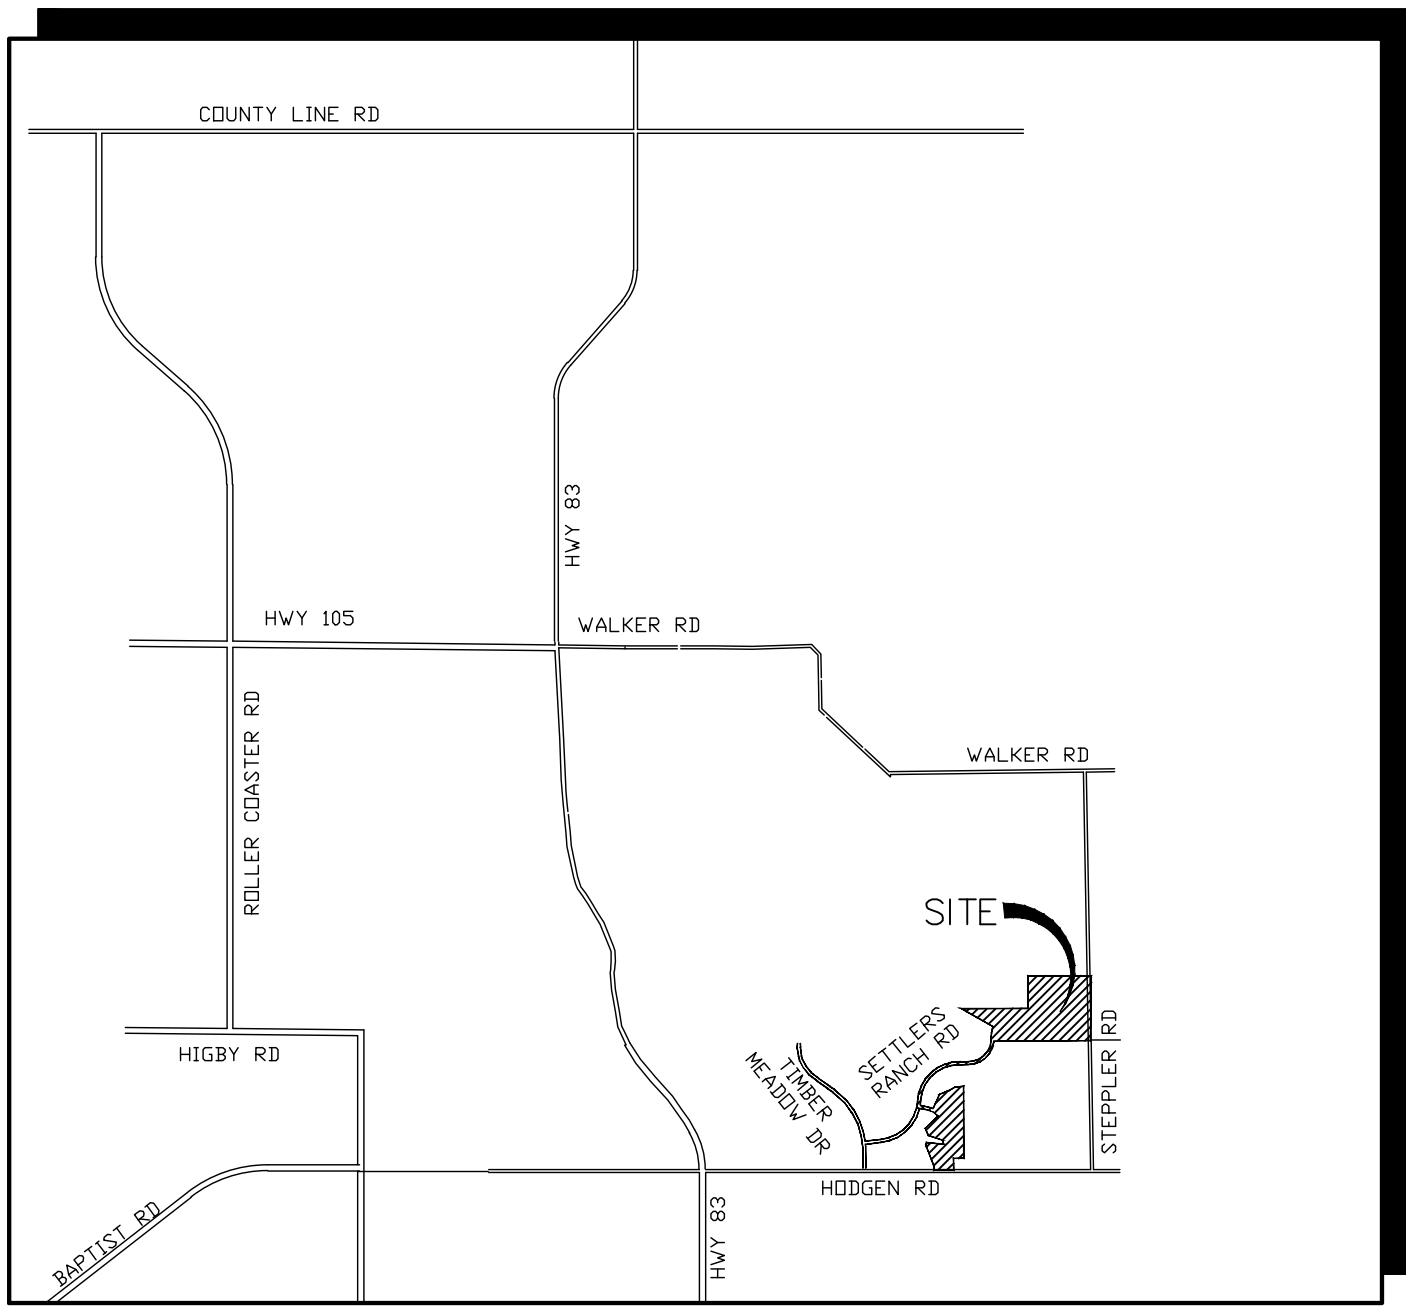 COUNTY LINE RD
HWY 83
HWY 105
WALKER RD
ROLLER COASTER RD
WALKER RD
SITE
SETTLERS
RANCH RD
STEPPLER RD
HIGBY RD
TIMBER
MEADOW DR
HODGEN RD
BAPTIST RD
HWY 83